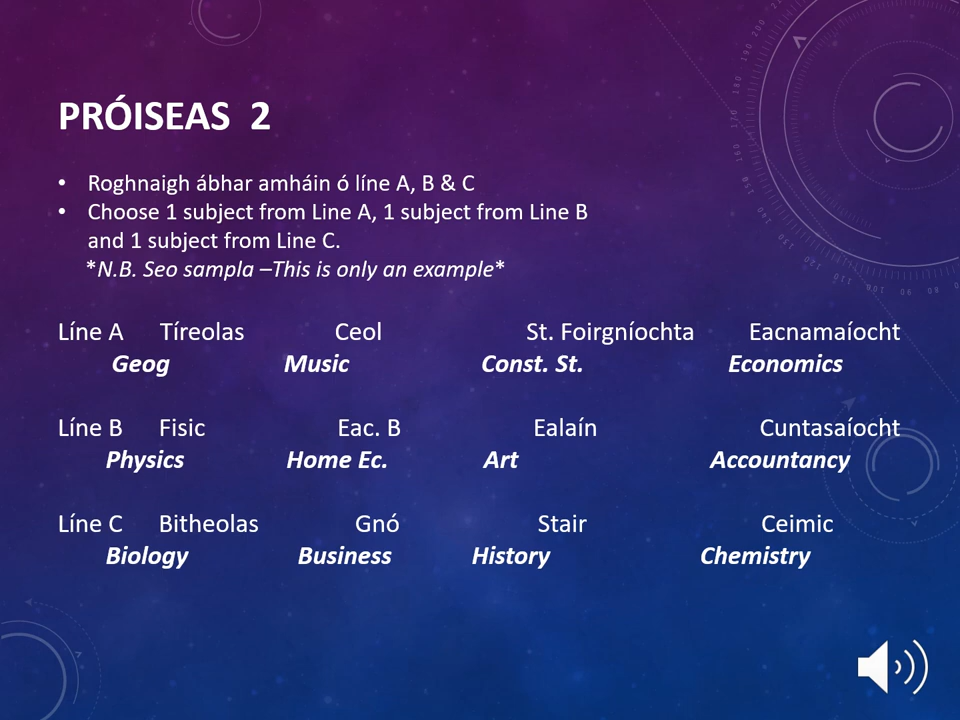 PRÓISEAS 2
• Roghnaigh ábhar amháin ó líne A, B & C
• Choose 1 subject from Line A, 1 subject from Line B
and 1 subject from Line C.
*N.B. Seo sampla –This is only an example*
Líne A Tíreolas Ceol St. Foirgníochta Eacnamaíocht
Geog Music Const. St. Economics
Líne B Fisic Eac. B Ealaín Cuntasaíocht
Physics Home Ec. Art Accountancy
Líne C Bitheolas Gnó Stair Ceimic
Biology Business History Chemistry